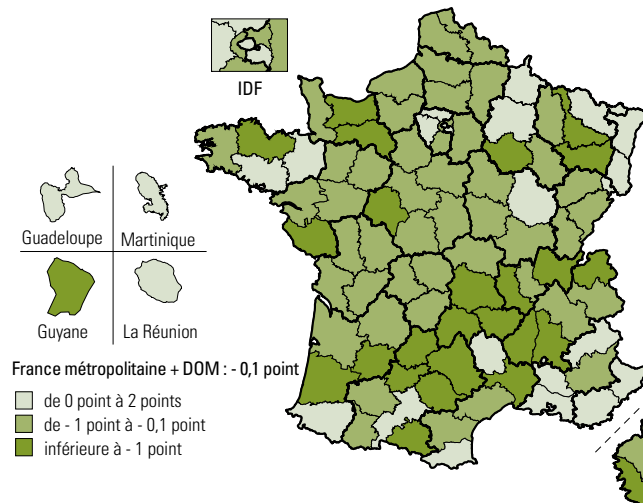 IDF
Guadeloupe
Martinique
Guyane
La Réunion
France métropolitaine + DOM : - 0,1 point
de 0 point à 2 points
de - 1 point à - 0,1 point
inférieure à - 1 point